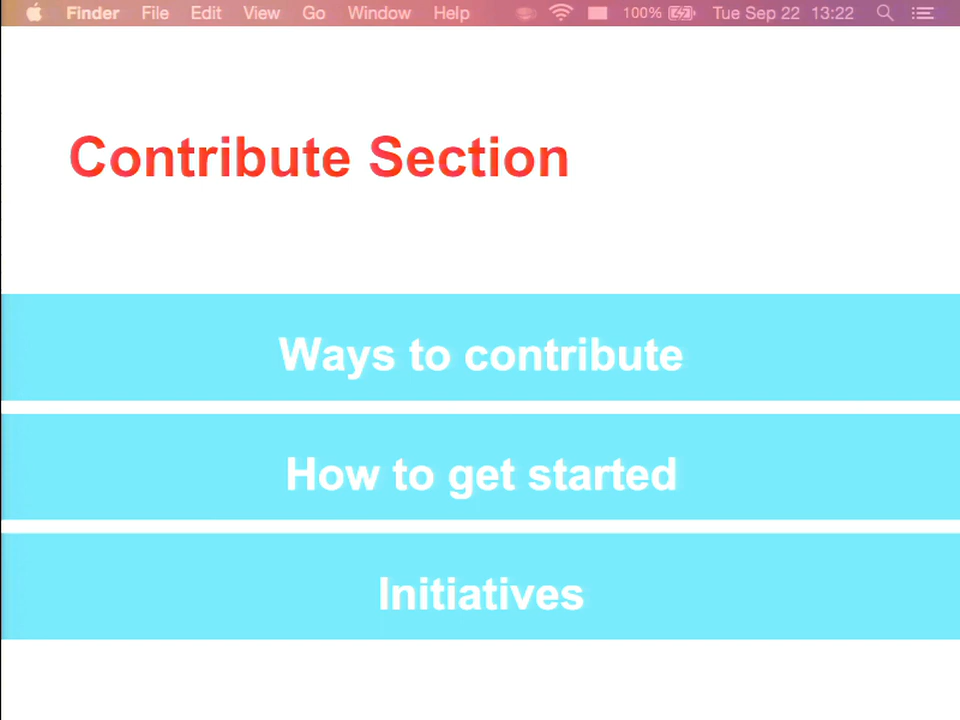 Finder File Edit View Go Window Help 100% Tue Sep 22 13:22
Contribute Section
Ways to contribute
How to get started
Initiatives